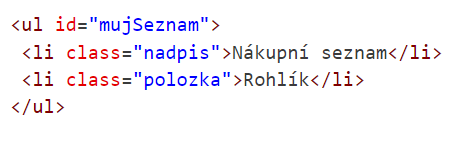 <ul id="mujSeznam">
<li class="nadpis">Nákupní seznam</li>
<li class="polozka">Rohlík</li>
</ul>